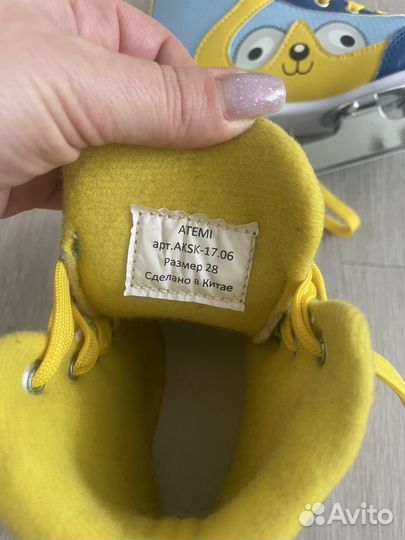 ATEMI
арт.AKSK-17.06
Размер 28
Сделано в Китае
Avito